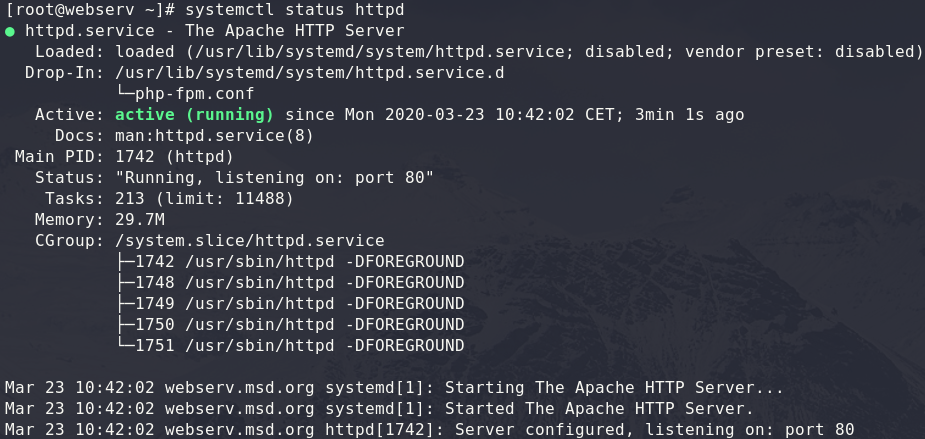 [root@webserv ~]# systemctl status httpd
● httpd.service - The Apache HTTP Server
   Loaded: loaded (/usr/lib/systemd/system/httpd.service; disabled; vendor preset: disabled)
  Drop-In: /usr/lib/systemd/system/httpd.service.d
           └─php-fpm.conf
   Active: active (running) since Mon 2020-03-23 10:42:02 CET; 3min 1s ago
     Docs: man:httpd.service(8)
 Main PID: 1742 (httpd)
   Status: "Running, listening on: port 80"
    Tasks: 213 (limit: 11488)
   Memory: 29.7M
   CGroup: /system.slice/httpd.service
           ├─1742 /usr/sbin/httpd -DFOREGROUND
           ├─1748 /usr/sbin/httpd -DFOREGROUND
           ├─1749 /usr/sbin/httpd -DFOREGROUND
           ├─1750 /usr/sbin/httpd -DFOREGROUND
           └─1751 /usr/sbin/httpd -DFOREGROUND

Mar 23 10:42:02 webserv.msd.org systemd[1]: Starting The Apache HTTP Server...
Mar 23 10:42:02 webserv.msd.org systemd[1]: Started The Apache HTTP Server.
Mar 23 10:42:02 webserv.msd.org httpd[1742]: Server configured, listening on: port 80